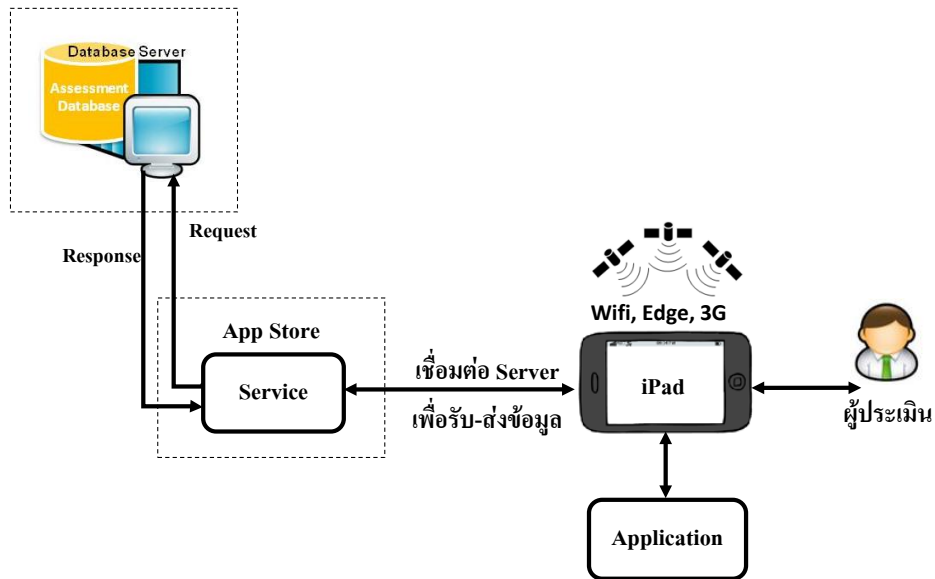 Database Server
Assessment
Database
Request
Response
App Store
Service
เชื่อมต่อ Server
เพื่อรับ-ส่งข้อมูล
Wifi, Edge, 3G
iPad
ผู้ประเมิน
Application